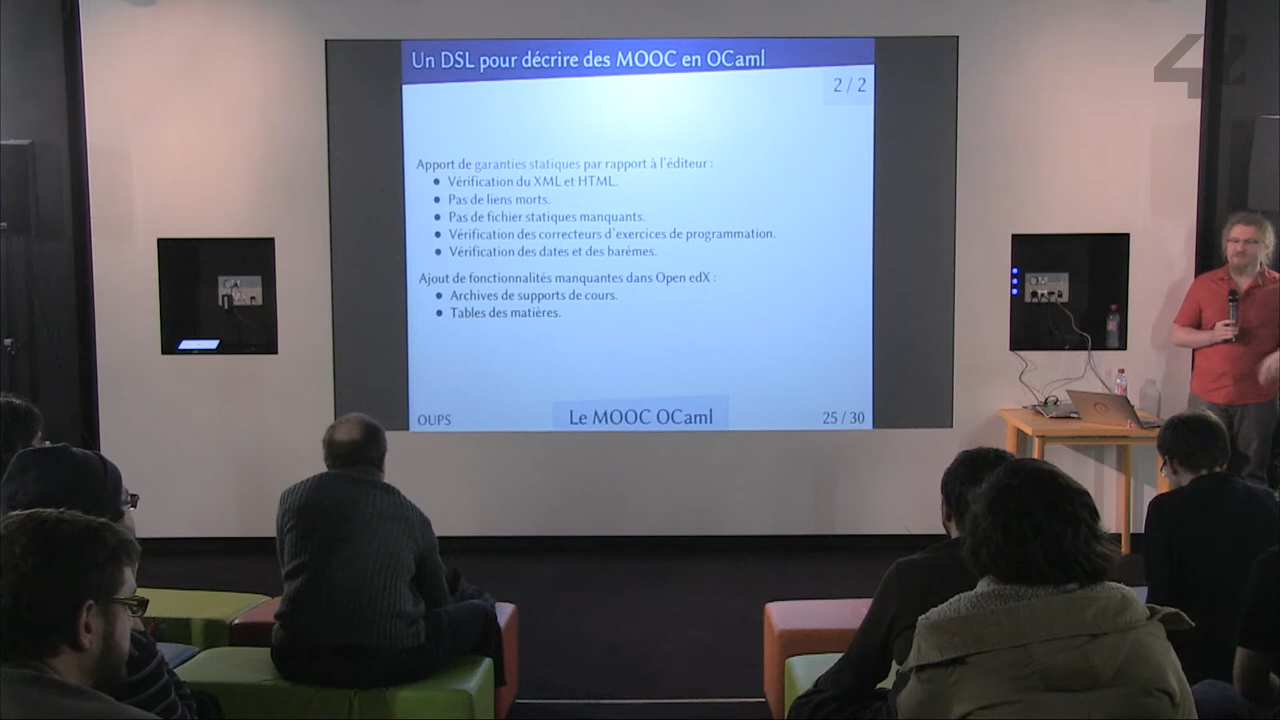 Un DSL pour décrire des MOOC en OCaml
2 / 2
Apport de garanties statiques par rapport à l'éditeur :
● Vérification du XML et HTML.
● Pas de liens morts.
● Pas de fichier statiques manquants.
● Vérification des correcteurs d'exercices de programmation.
● Vérification des dates et des barèmes.
Ajout de fonctionnalités manquantes dans Open edX :
● Archives de supports de cours.
● Tables des matières.
OUPS
Le MOOC OCaml
25 / 30
42